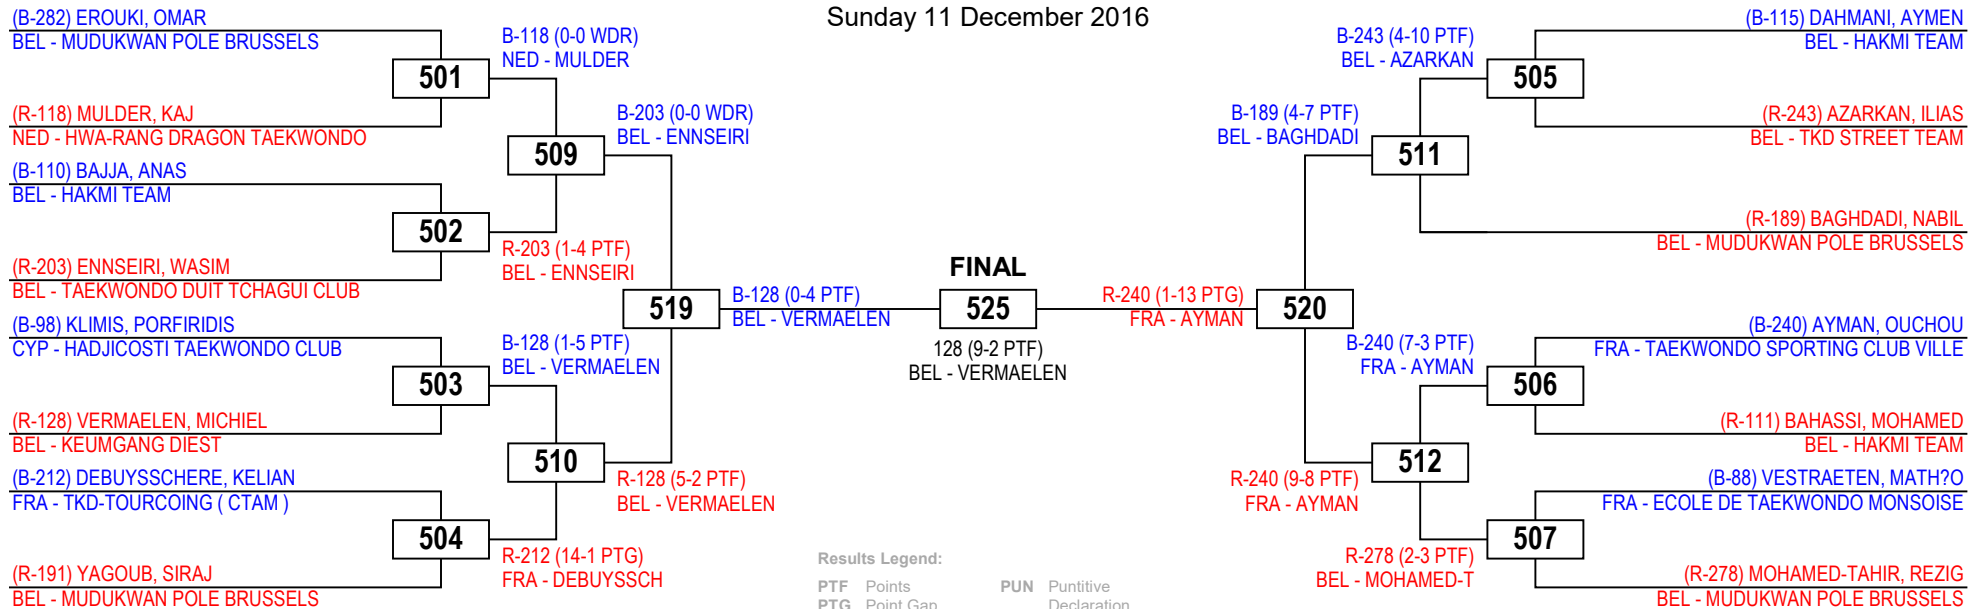 Sunday 11 December 2016
(B-282) EROUKI, OMAR
BEL - MUDUKWAN POLE BRUSSELS
501
(R-118) MULDER, KAJ
NED - HWA-RANG DRAGON TAEKWONDO
B-118 (0-0 WDR)
NED - MULDER
(B-110) BAJJA, ANAS
BEL - HAKMI TEAM
502
(R-203) ENNSEIRI, WASIM
BEL - TAEKWONDO DUIT TCHAGUI CLUB
R-203 (1-4 PTF)
BEL - ENNSEIRI
509
B-203 (0-0 WDR)
BEL - ENNSEIRI
(B-98) KLIMIS, PORFIRIDIS
CYP - HADJICOSTI TAEKWONDO CLUB
503
(R-128) VERMAELEN, MICHIEL
BEL - KEUMGANG DIEST
B-128 (1-5 PTF)
BEL - VERMAELEN
(B-212) DEBUYSSCHERE, KELIAN
FRA - TKD-TOURCOING ( CTAM )
504
(R-191) YAGOUB, SIRAJ
BEL - MUDUKWAN POLE BRUSSELS
R-212 (14-1 PTG)
FRA - DEBUYSSCH
510
R-128 (5-2 PTF)
BEL - VERMAELEN
519
B-128 (0-4 PTF)
BEL - VERMAELEN
FINAL
525
128 (9-2 PTF)
BEL - VERMAELEN
R-240 (1-13 PTG)
FRA - AYMAN
520
B-189 (4-7 PTF)
BEL - BAGHDADI
511
B-243 (4-10 PTF)
BEL - AZARKAN
505
(B-115) DAHMANI, AYMEN
BEL - HAKMI TEAM
(R-243) AZARKAN, ILIAS
BEL - TKD STREET TEAM
(R-189) BAGHDADI, NABIL
BEL - MUDUKWAN POLE BRUSSELS
(B-240) AYMAN, OUCHOU
FRA - TAEKWONDO SPORTING CLUB VILLE
B-240 (7-3 PTF)
FRA - AYMAN
506
(R-111) BAHASSI, MOHAMED
BEL - HAKMI TEAM
512
R-240 (9-8 PTF)
FRA - AYMAN
(B-88) VESTRAETEN, MATH?O
FRA - ECOLE DE TAEKWONDO MONSOISE
507
R-278 (2-3 PTF)
BEL - MOHAMED-T
(R-278) MOHAMED-TAHIR, REZIG
BEL - MUDUKWAN POLE BRUSSELS
Results Legend:
PTF Points PUN Puntitive
PTG Point Gap Declaration